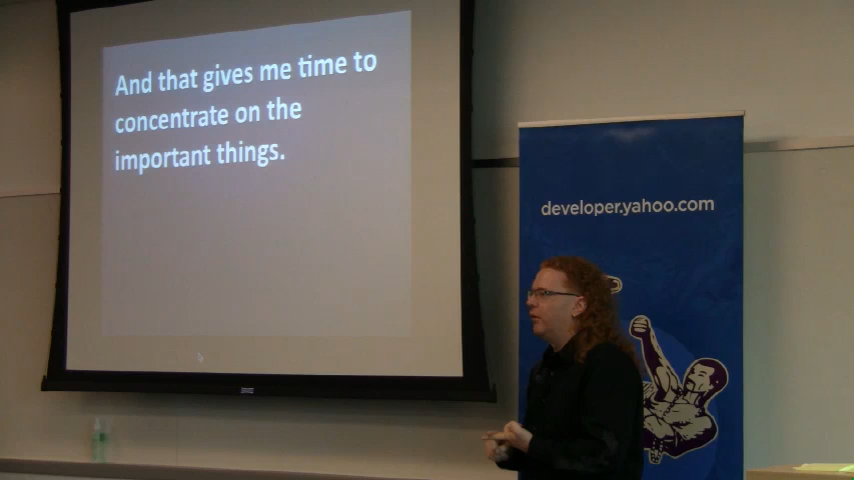 And that gives me time to
concentrate on the
important things.
developer.yahoo.com